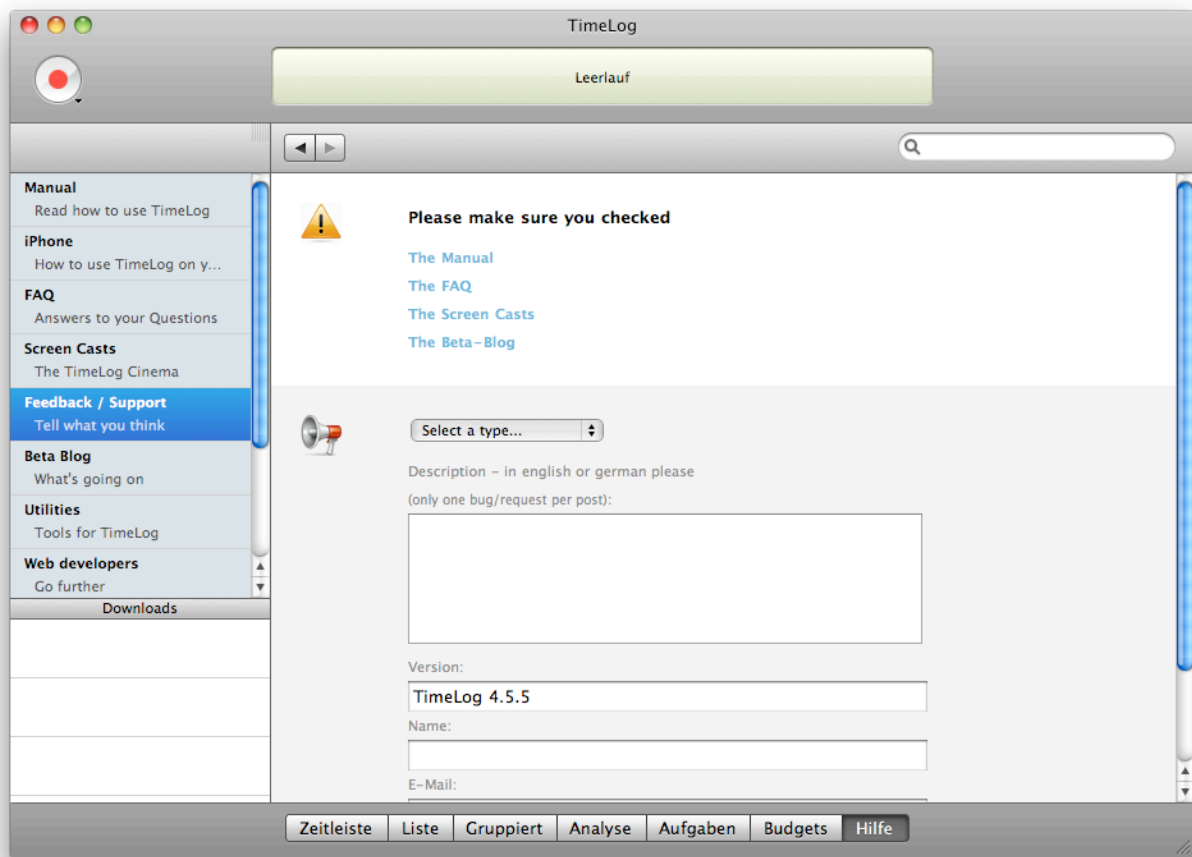 TimeLog
Leerlauf
Manual
Read how to use TimeLog
iPhone
How to use TimeLog on y...
FAQ
Answers to your Questions
Screen Casts
The TimeLog Cinema
Feedback / Support
Tell what you think
Beta Blog
What's going on
Utilities
Tools for TimeLog
Web developers
Go further
Downloads
Please make sure you checked
The Manual
The FAQ
The Screen Casts
The Beta-Blog
Select a type...
Description – in english or german please
(only one bug/request per post):
Version:
TimeLog 4.5.5
Name:
E-Mail:
Zeitleiste Liste Gruppiert Analyse Aufgaben Budgets Hilfe